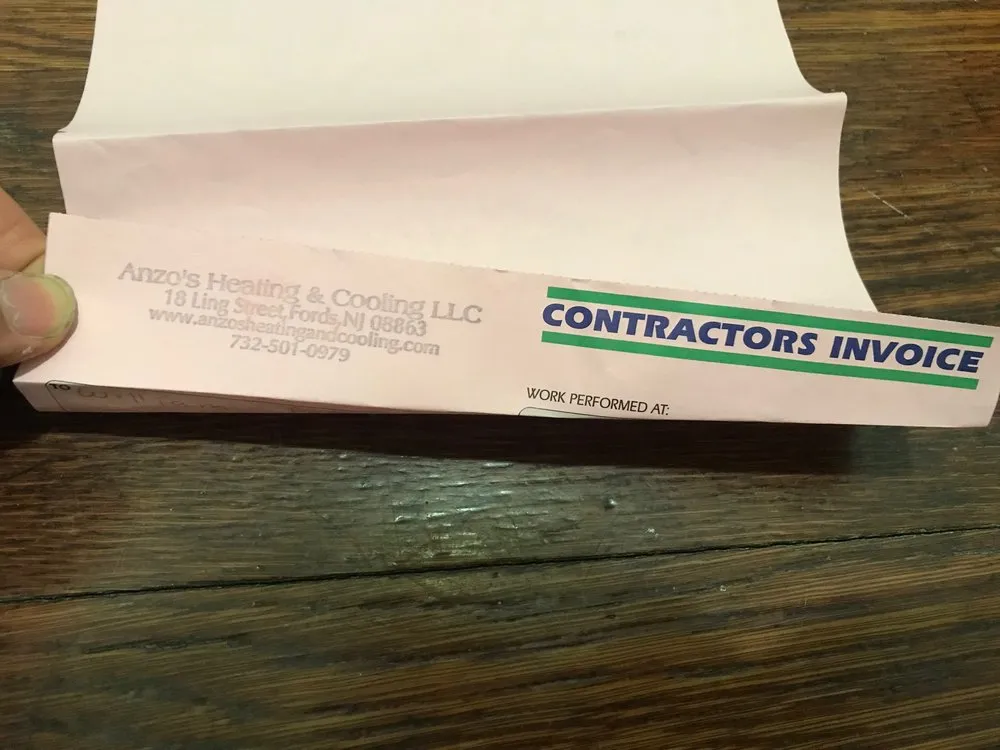 Anzo's Heating & Cooling LLC
18 Ling Street,Fords,NJ 08863
www.anzosheatingandcooling.com
732-501-0979
CONTRACTORS INVOICE
WORK PERFORMED AT:
TO